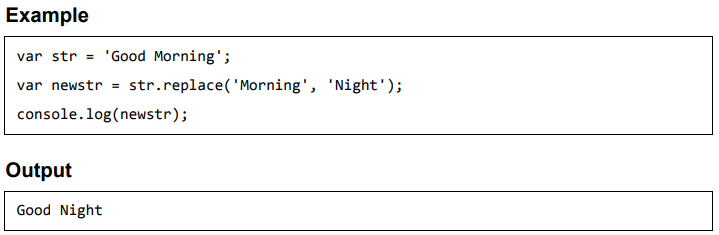 Example
var str = 'Good Morning';
var newstr = str.replace('Morning', 'Night');
console.log(newstr);
Output
Good Night